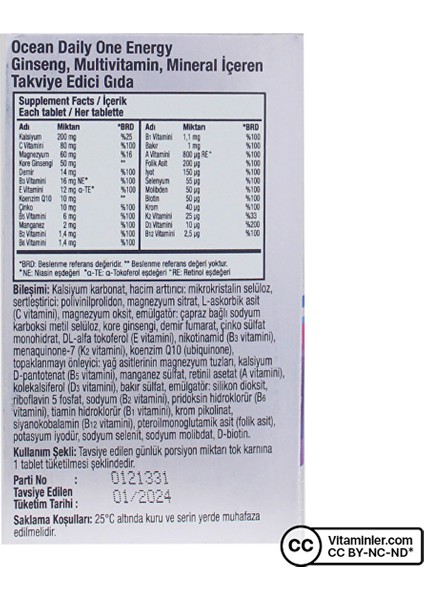 Ocean Daily One Energy
Ginseng, Multivitamin, Mineral İçeren
Takviye Edici Gıda
Supplement Facts / İçerik
Each tablet / Her tablette
Adı Miktarı *BRD Adı Miktarı *BRD
Kalsiyum 200 mg %25 B1 Vitamini 1,1 mg %100
C Vitamini 80 mg %100 Bakır 1 mg %100
Magnezyum 60 mg %16 A Vitamini 800 µg RE* %100
Kore Ginsengi 50 mg ** Folik Asit 200 µg %100
Demir 14 mg %100 İyot 150 µg %100
B3 Vitamini 16 mg NE* %100 Selenyum 55 µg %100
E Vitamini 12 mg α-TE* %100 Molibden 50 µg %100
Koenzim Q10 10 mg ** Biotin 50 µg %100
Çinko 10 mg %100 Krom 40 µg %100
B5 Vitamini 6 mg %100 K2 Vitamini 25 µg %33
Manganez 2 mg %100 D3 Vitamini 10 µg %200
B2 Vitamini 1,4 mg %100 B12 Vitamini 2,5 µg %100
B6 Vitamini 1,4 mg %100
*BRD: Beslenme referans değeridir. ** Beslenme referans değeri yoktur.
*NE: Niasin eşdeğeri *α-TE: α-Tokoferol eşdeğeri *RE: Retinol eşdeğeri
Bileşimi: Kalsiyum karbonat, hacim arttırıcı: mikrokristalin selüloz,
sertleştirici: polivinilprolidon, magnezyum sitrat, L-askorbik asit
(C vitamini), magnezyum oksit, emülgatör: çapraz bağlı sodyum
karboksi metil selüloz, kore ginsengi, demir fumarat, çinko sülfat
monohidrat, DL-alfa tokoferol (E vitamini), nikotinamid (B3 vitamini),
menaquinone-7 (K2 vitamini), koenzim Q10 (ubiquinone),
topaklanmayı önleyici: yağ asitlerinin magnezyum tuzları, kalsiyum
D-pantotenat (B5 vitamini), manganez sülfat, retinil asetat (A vitamini),
kolekalsiferol (D3 vitamini), bakır sülfat, emülgatör: silikon dioksit,
riboflavin 5 fosfat, sodyum (B2 vitamini), pridoksin hidroklorür (B6
vitamini), tiamin hidroklorür (B1 vitamini), krom pikolinat,
siyanokobalamin (B12 vitamini), pteroilmonoglutamik asit (folik asit),
potasyum iyodür, sodyum selenit, sodyum molibdat, D-biotin.
Kullanım Şekli: Tavsiye edilen günlük porsiyon miktarı tok karnına
1 tablet tüketilmesi şeklindedir.
Parti No : 0121331
Tavsiye Edilen
Tüketim Tarihi : 01/2024
Saklama Koşulları: 25°C altında kuru ve serin yerde muhafaza
edilmelidir.
CC Vitaminler.com
CC BY-NC-ND*